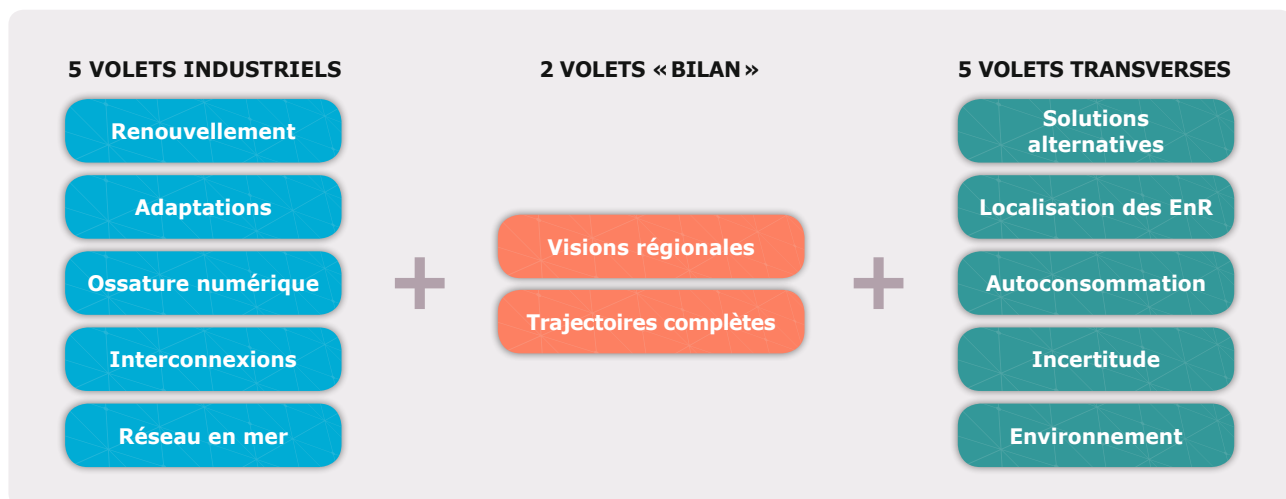 5 VOLETS INDUSTRIELS
Renouvellement
Adaptations
Ossature numérique
Interconnexions
Réseau en mer
+
2 VOLETS « BILAN »
Visions régionales
Trajectoires complètes
+
5 VOLETS TRANSVERSES
Solutions
alternatives
Localisation des EnR
Autoconsommation
Incertitude
Environnement